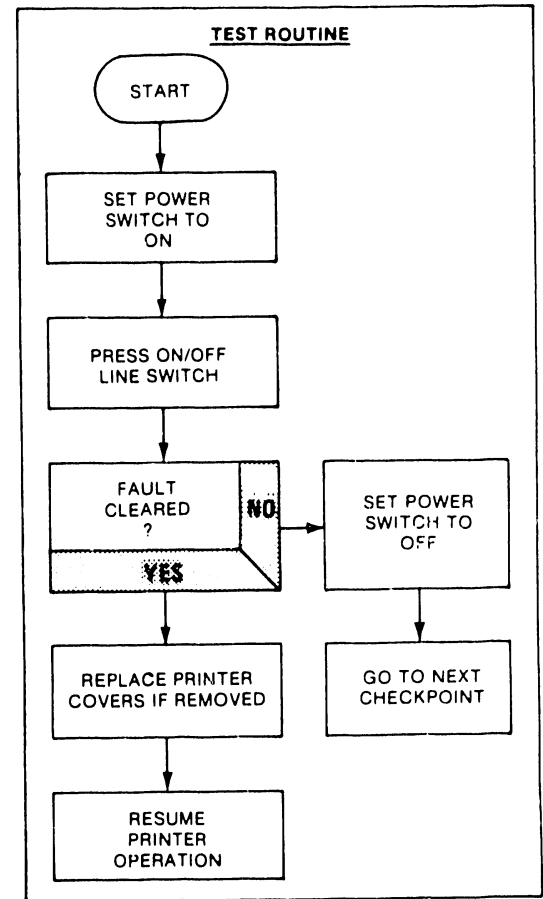 TEST ROUTINE
START
SET POWER
SWITCH TO
ON
PRESS ON/OFF
LINE SWITCH
FAULT
CLEARED
?
NO
YES
SET POWER
SWITCH TO
OFF
REPLACE PRINTER
COVERS IF REMOVED
GO TO NEXT
CHECKPOINT
RESUME
PRINTER
OPERATION